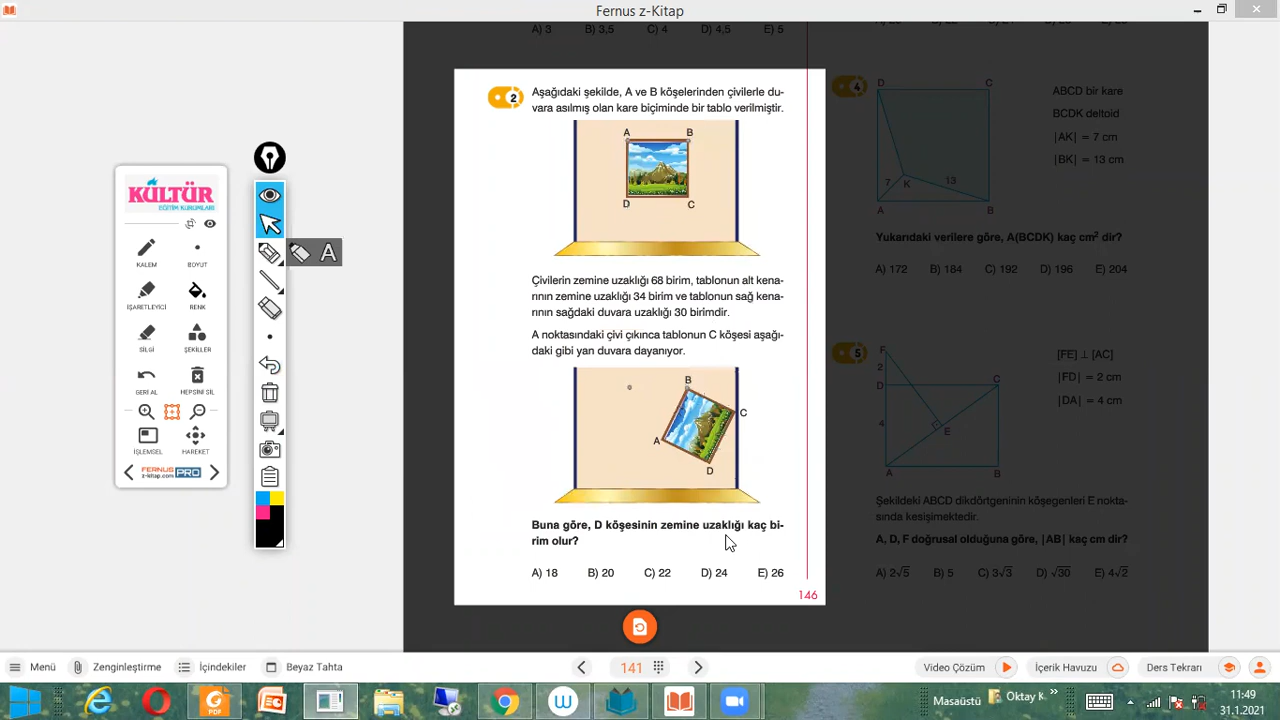 Fernus z-Kitap
A) 3 B) 3,5 C) 4 D) 4,5 E) 5
2
Aşağıdaki şekilde, A ve B köşelerinden çivilerle du-
vara asılmış olan kare biçiminde bir tablo verilmiştir.
A B
D C
Çivilerin zemine uzaklığı 68 birim, tablonun alt kena-
rının zemine uzaklığı 34 birim ve tablonun sağ kena-
rının sağdaki duvara uzaklığı 30 birimdir.
A noktasındaki çivi çıkınca tablonun C köşesi aşağı-
daki gibi yan duvara dayanıyor.
B
C
A
D
Buna göre, D köşesinin zemine uzaklığı kaç bi-
rim olur?
A) 18 B) 20 C) 22 D) 24 E) 26
146
4
D C
7 K 13
A B
ABCD bir kare
BCDK deltoid
|AK| = 7 cm
|BK| = 13 cm
Yukarıdaki verilere göre, A(BCDK) kaç cm² dir?
A) 172 B) 184 C) 192 D) 196 E) 204
5
F
2
D C
4 E
A B
[FE] ⊥ [AC]
|FD| = 2 cm
|DA| = 4 cm
Şekildeki ABCD dikdörtgeninin köşegenleri E nokta-
sında kesişimektedir.
A, D, F doğrusal olduğuna göre, |AB| kaç cm dir?
A) 2√5 B) 5 C) 3√3 D) √30 E) 4√2
KÜLTÜR
EĞİTİM KURUMLARI
KALEM BOYUT
İŞARETLEYİCİ RENK
SİLGİ ŞEKİLLER
GERİ AL HEPSİNİ SİL
İŞLEMSEL HAREKET
FERNUS PRO
z-kitap.com
A
Menü Zenginleştirme İçindekiler Beyaz Tahta 141 Video Çözüm İçerik Havuzu Ders Tekrarı
PDF
Masaüstü Oktay K...
11:49
31.1.2021